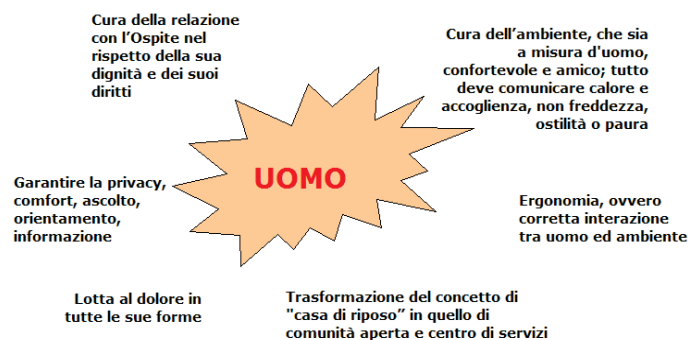 Cura della relazione
con l'Ospite nel
rispetto della sua
dignità e dei suoi
diritti
Cura dell'ambiente, che sia
a misura d'uomo,
confortevole e amico; tutto
deve comunicare calore e
accoglienza, non freddezza,
ostilità o paura
UOMO
Garantire la privacy,
comfort, ascolto,
orientamento,
informazione
Ergonomia, ovvero
corretta interazione
tra uomo ed ambiente
Lotta al dolore in
tutte le sue forme
Trasformazione del concetto di
"casa di riposo” in quello di
comunità aperta e centro di servizi